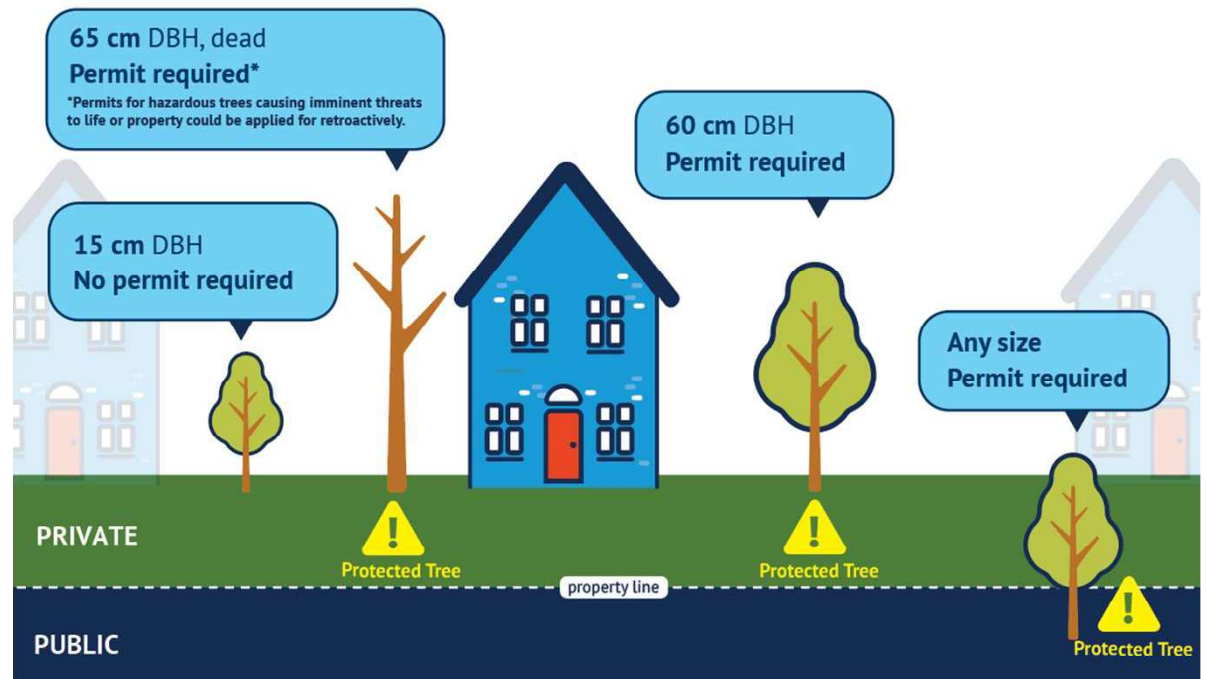 65 cm DBH, dead
Permit required*
*Permits for hazardous trees causing imminent threats
to life or property could be applied for retroactively.
60 cm DBH
Permit required
15 cm DBH
No permit required
Any size
Permit required
PRIVATE
!
Protected Tree
!
Protected Tree
property line
PUBLIC
!
Protected Tree